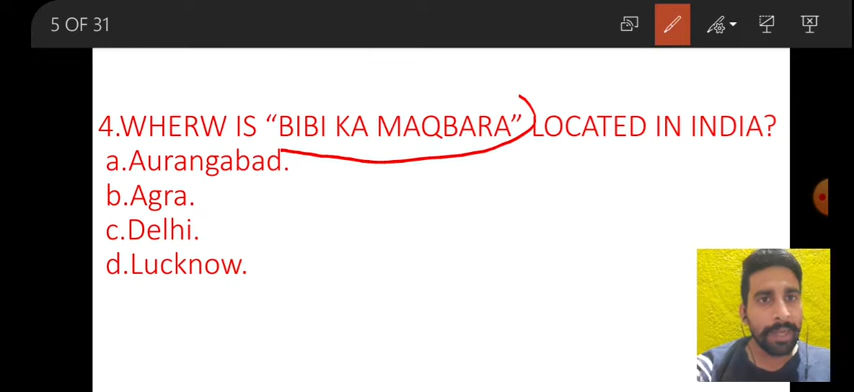 5 OF 31
4.WHERW IS “BIBI KA MAQBARA” LOCATED IN INDIA?
a.Aurangabad.
b.Agra.
c.Delhi.
d.Lucknow.